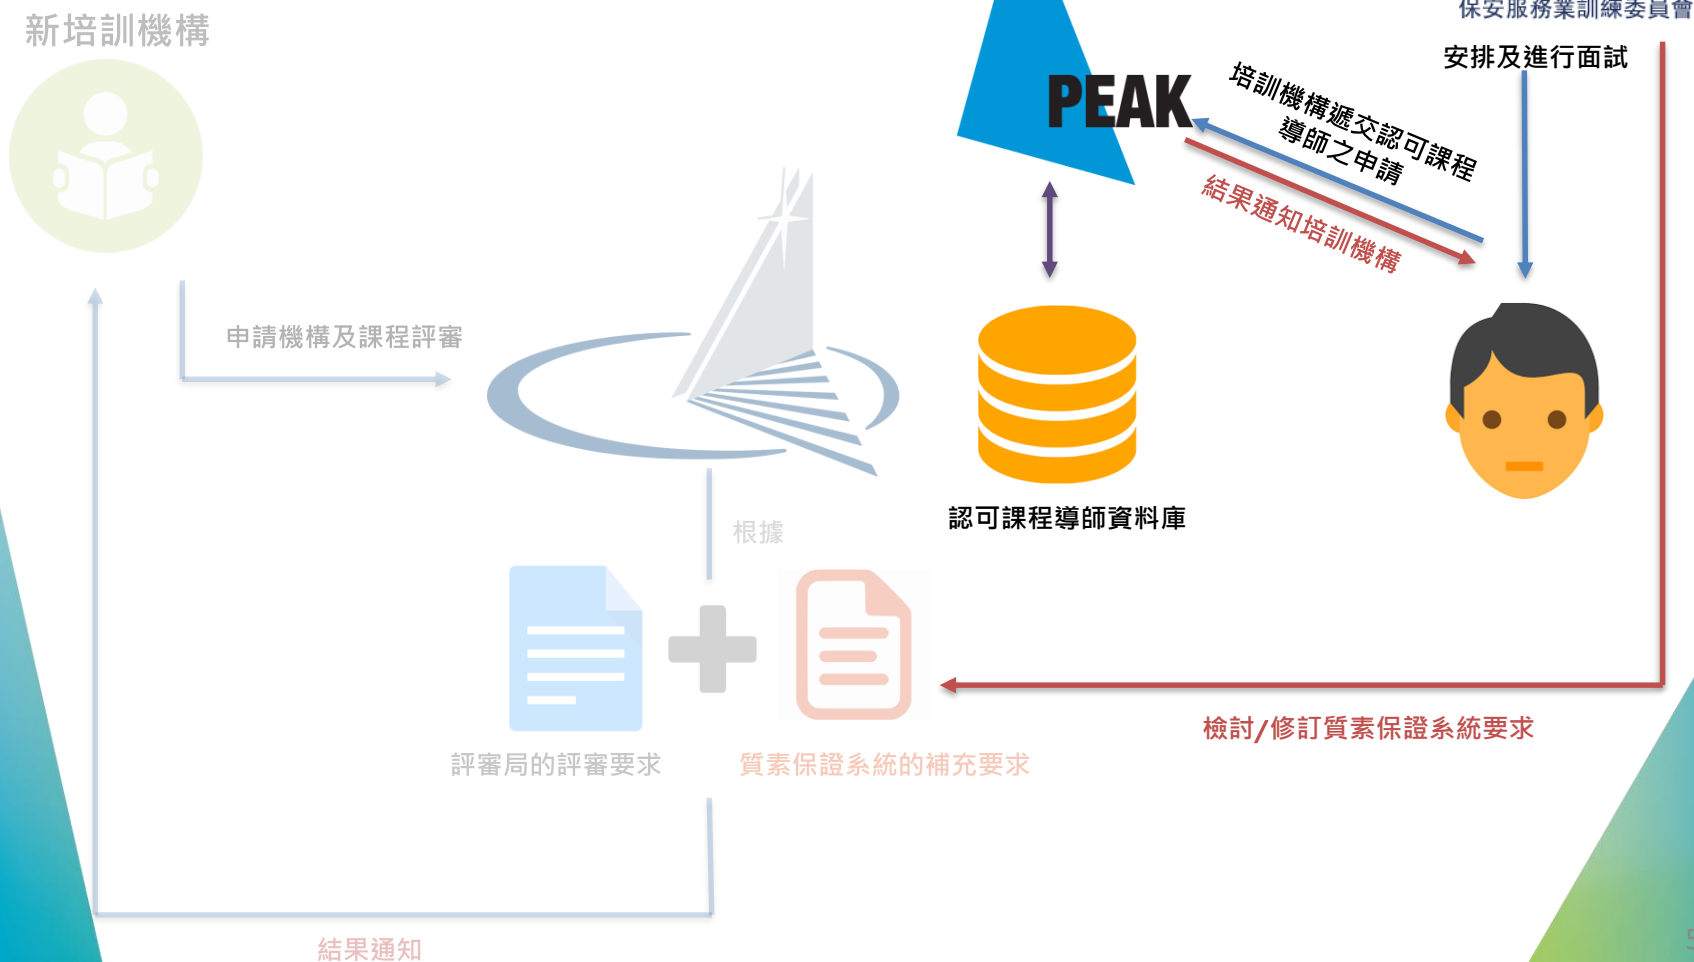 保安服務業訓練委員會
新培訓機構
安排及進行面試
PEAK
培訓機構遞交認可課程
導師之申請
結果通知培訓機構
申請機構及課程評審
認可課程導師資料庫
根據
檢討/修訂質素保證系統要求
評審局的評審要求
質素保證系統的補充要求
結果通知